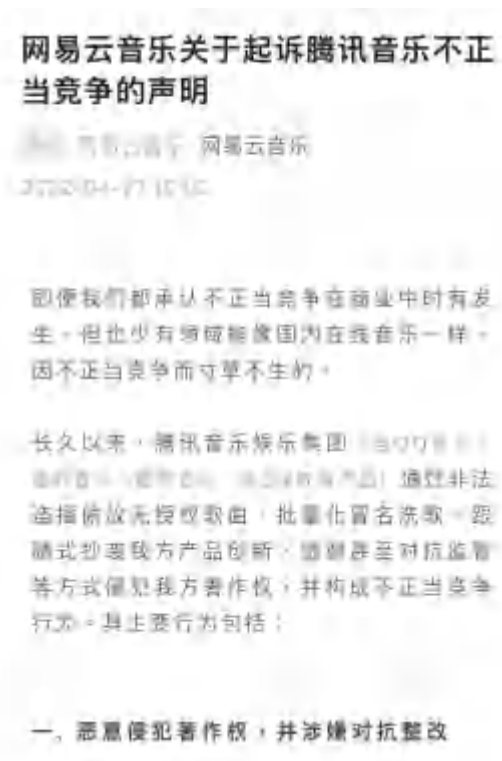 网易云音乐关于起诉腾讯音乐不正
当竞争的声明
网易云音乐
即便我们都承认不正当竞争在商业中时有发
生，但也少有领域能像国内在线音乐一样，
因不正当竞争而寸草不生的。
长久以来，腾讯音乐娱乐集团
通过非法
盗播偷放无授权歌曲、批量化冒名洗歌、跟
随式抄袭我方产品创新、
甚至对抗监管
等方式侵犯我方著作权，并构成不正当竞争
行为。其主要行为包括：
一、恶意侵犯著作权，并涉嫌对抗整改